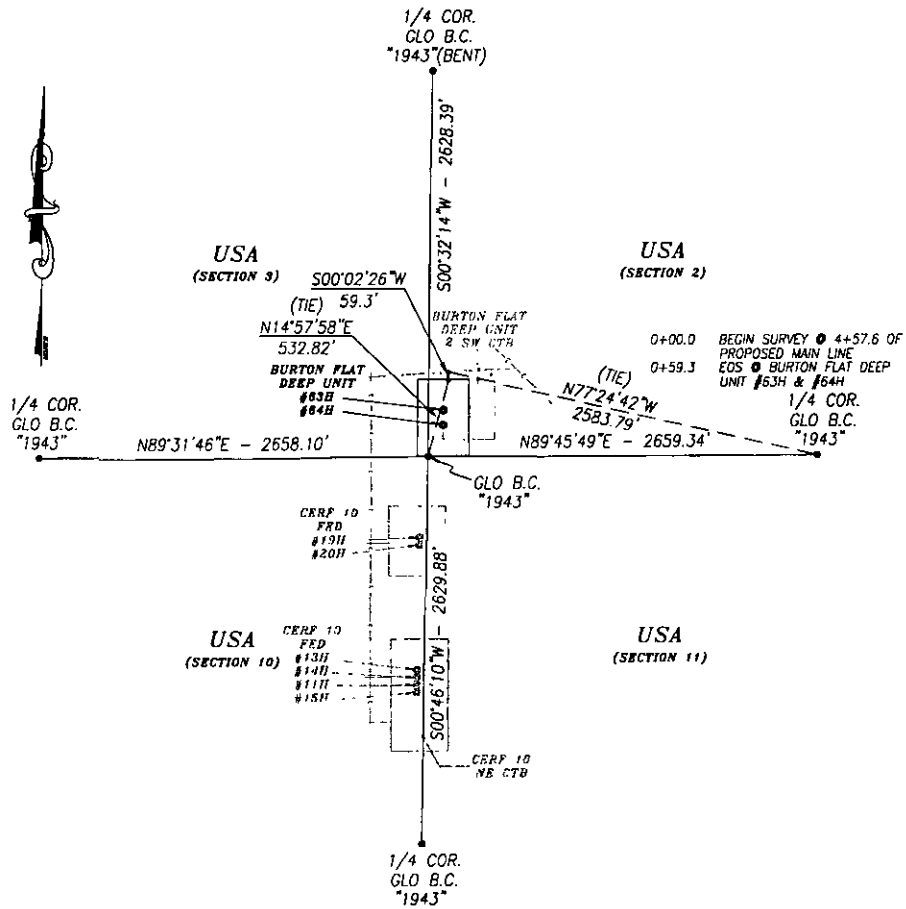 1/4 COR.
GLO B.C.
"1943"(BENT)
S00°32'14"W - 2628.39'
USA
(SECTION 3)
USA
(SECTION 2)
S00°02'26"W
59.3'
(TIE)
N14°57'58"E
532.82'
BURTON FLAT
DEEP UNIT
2 SW CTB
BURTON FLAT
DEEP UNIT
#63H
#64H
(TIE)
N77°24'42"W
2583.79'
0+00.0 BEGIN SURVEY @ 4+57.6 OF
PROPOSED MAIN LINE
0+59.3 EOS @ BURTON FLAT DEEP
UNIT #63H & #64H
1/4 COR.
GLO B.C.
"1943"
1/4 COR.
GLO B.C.
"1943"
N89°31'46"E - 2658.10'
N89°45'49"E - 2659.34'
GLO B.C.
"1943"
CERF 10
FED
#19H
#20H
S00°46'10"W - 2629.88'
USA
(SECTION 10)
CERF 10
FED
#13H
#14H
#11H
#15H
USA
(SECTION 11)
CERF 10
NE CTB
1/4 COR.
GLO B.C.
"1943"